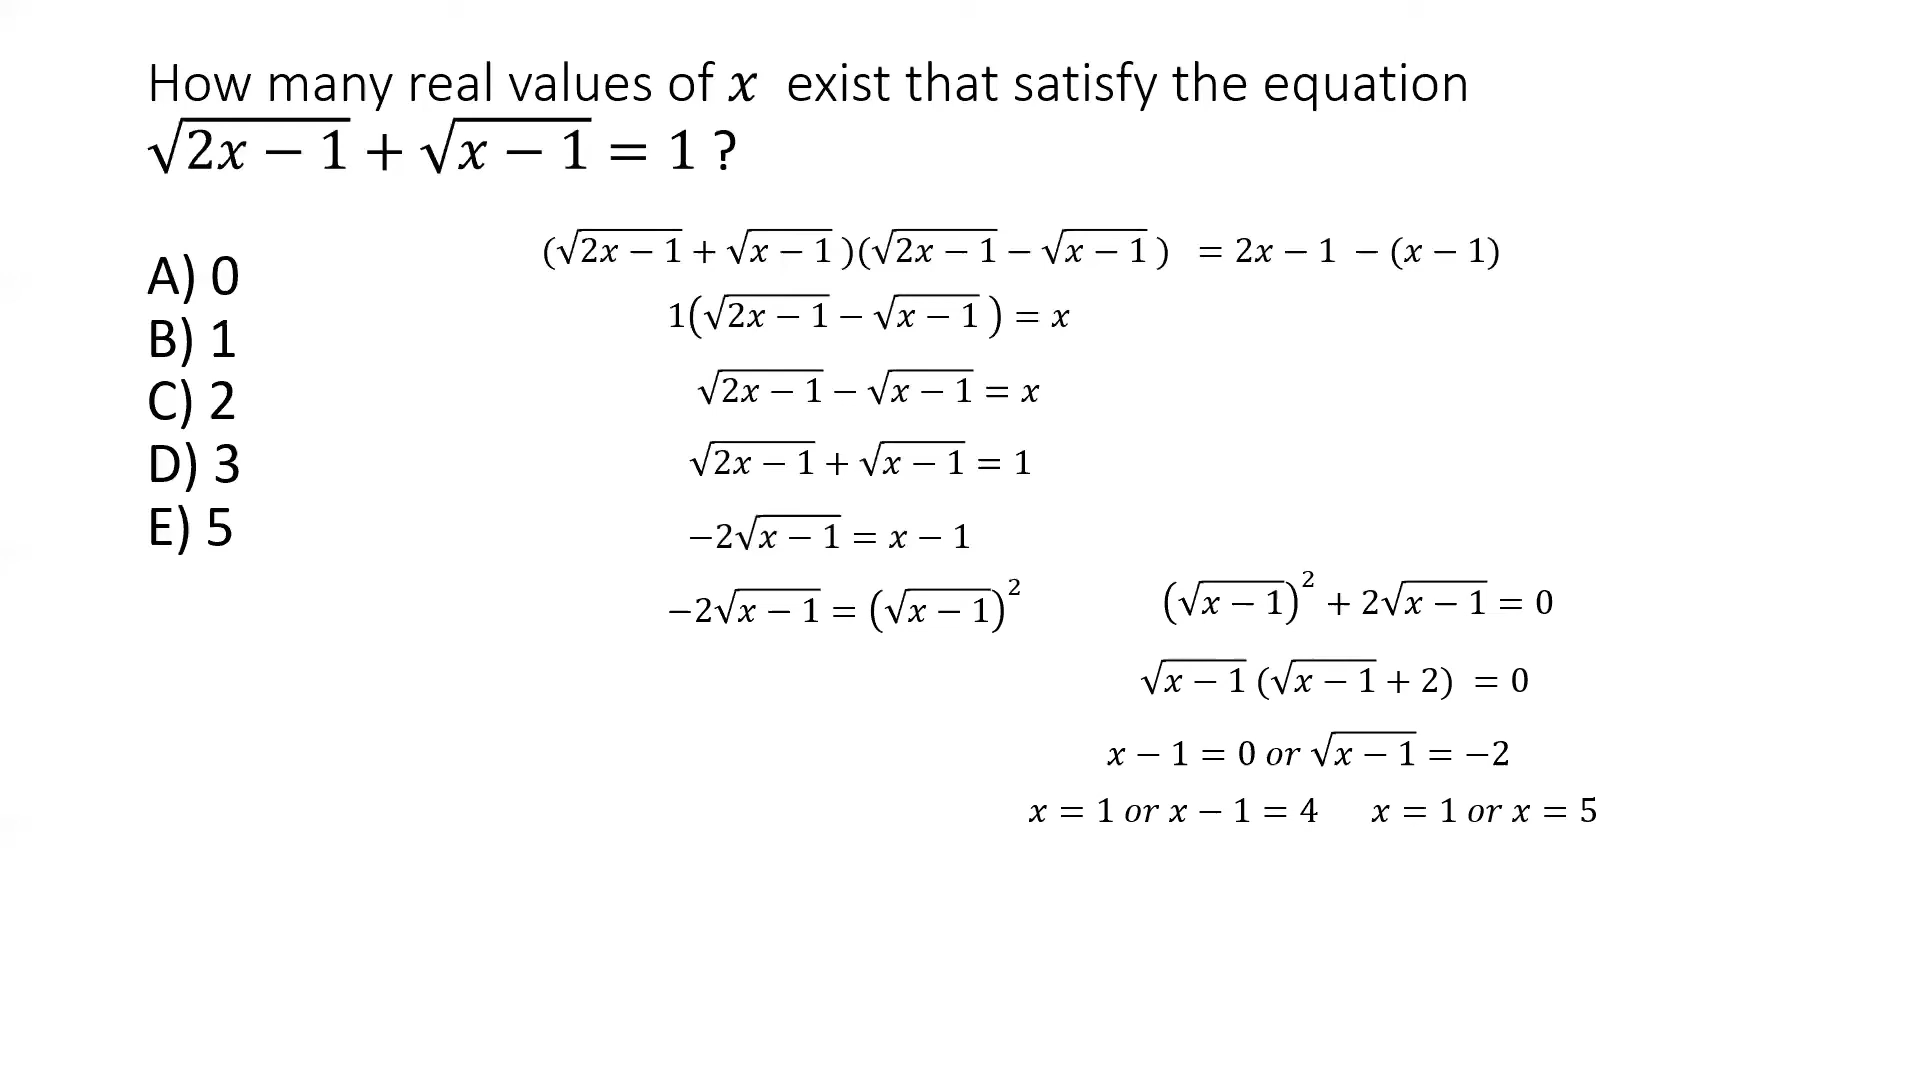 How many real values of x exist that satisfy the equation
√(2x − 1) + √(x − 1) = 1 ?
A) 0
B) 1
C) 2
D) 3
E) 5
(√(2x − 1) + √(x − 1) )(√(2x − 1) − √(x − 1) ) = 2x − 1 − (x − 1)
1(√(2x − 1) − √(x − 1) ) = x
√(2x − 1) − √(x − 1) = x
√(2x − 1) + √(x − 1) = 1
−2√(x − 1) = x − 1
−2√(x − 1) = (√(x − 1))²
(√(x − 1))² + 2√(x − 1) = 0
√(x − 1) (√(x − 1) + 2) = 0
x − 1 = 0 or √(x − 1) = −2
x = 1 or x − 1 = 4 x = 1 or x = 5